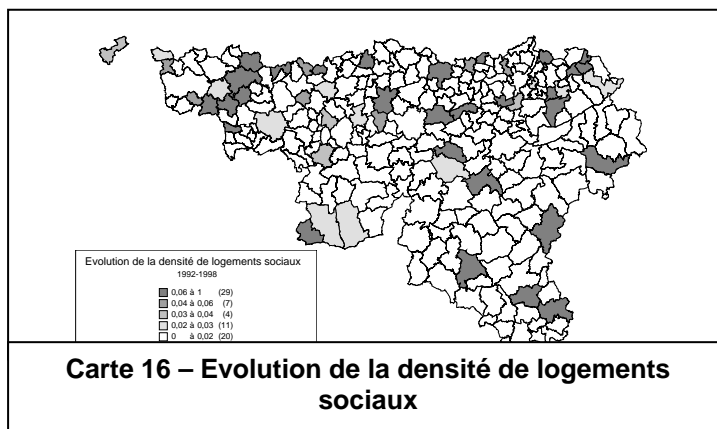 Evolution de la densité de logements sociaux
1992-1998
0,06 à 1 (29)
0,04 à 0,06 (7)
0,03 à 0,04 (4)
0,02 à 0,03 (11)
0 à 0,02 (20)
Carte 16 – Evolution de la densité de logements
sociaux